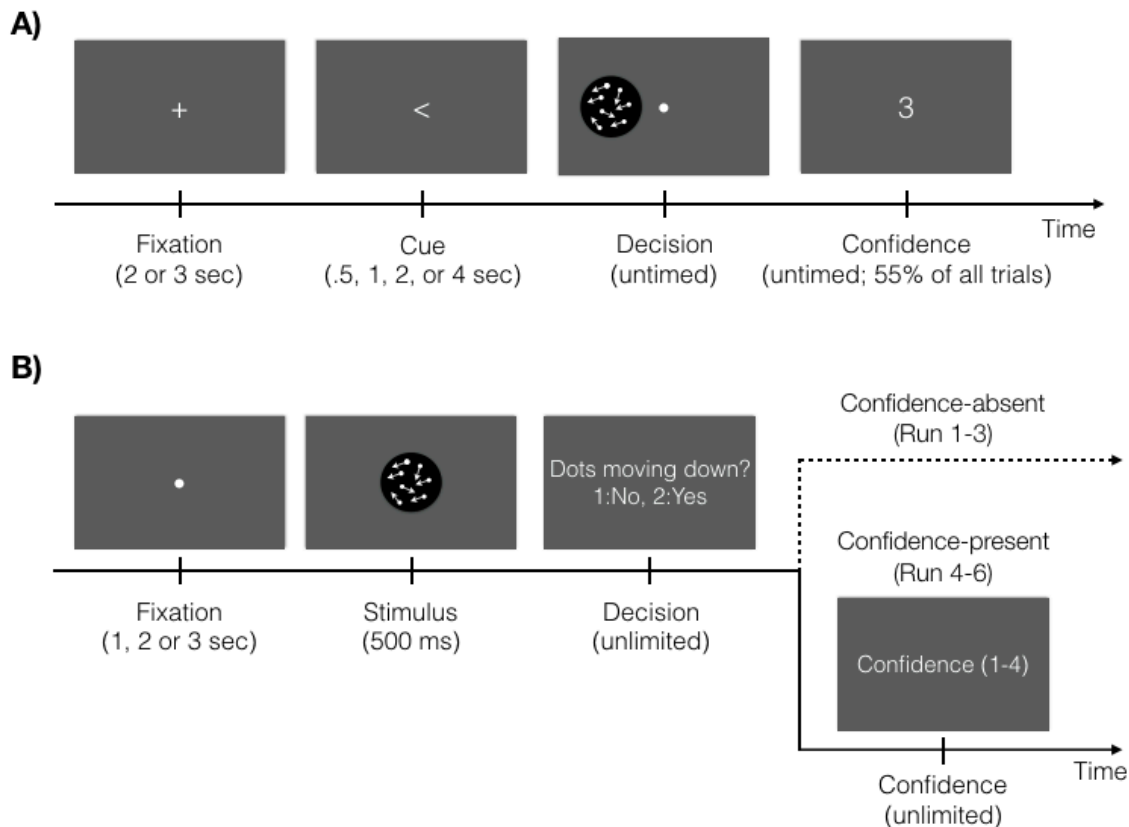 A)
+
<
3
Time
Fixation
(2 or 3 sec)
Cue
(.5, 1, 2, or 4 sec)
Decision
(untimed)
Confidence
(untimed; 55% of all trials)
B)
Dots moving down?
1:No, 2:Yes
Confidence-absent
(Run 1-3)
Confidence-present
(Run 4-6)
Fixation
(1, 2 or 3 sec)
Stimulus
(500 ms)
Decision
(unlimited)
Confidence (1-4)
Time
Confidence
(unlimited)